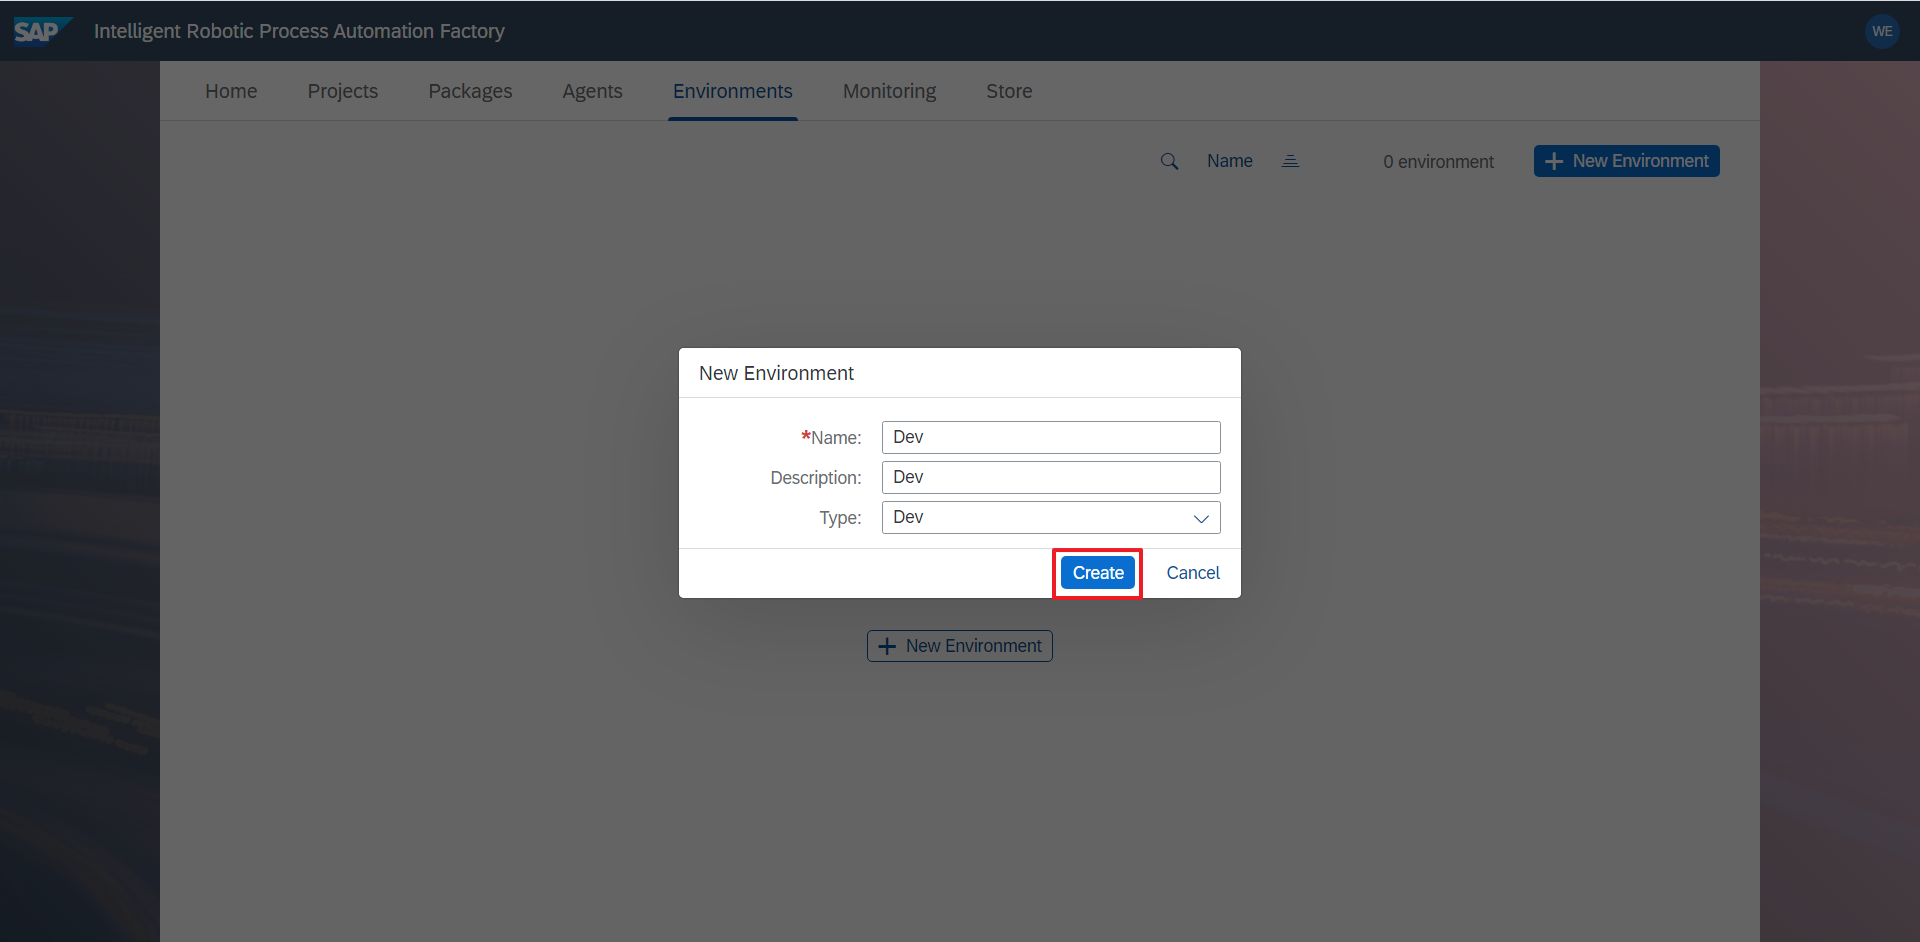 SAP Intelligent Robotic Process Automation Factory WE
Home Projects Packages Agents Environments Monitoring Store
Name 0 environment + New Environment
New Environment
*Name: Dev
Description: Dev
Type: Dev
Create Cancel
+ New Environment